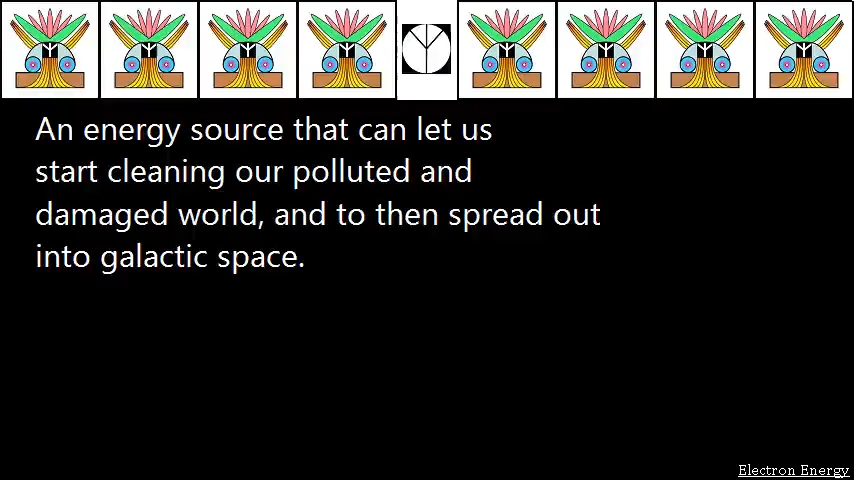 An energy source that can let us
start cleaning our polluted and
damaged world, and to then spread out
into galactic space.
Electron Energy